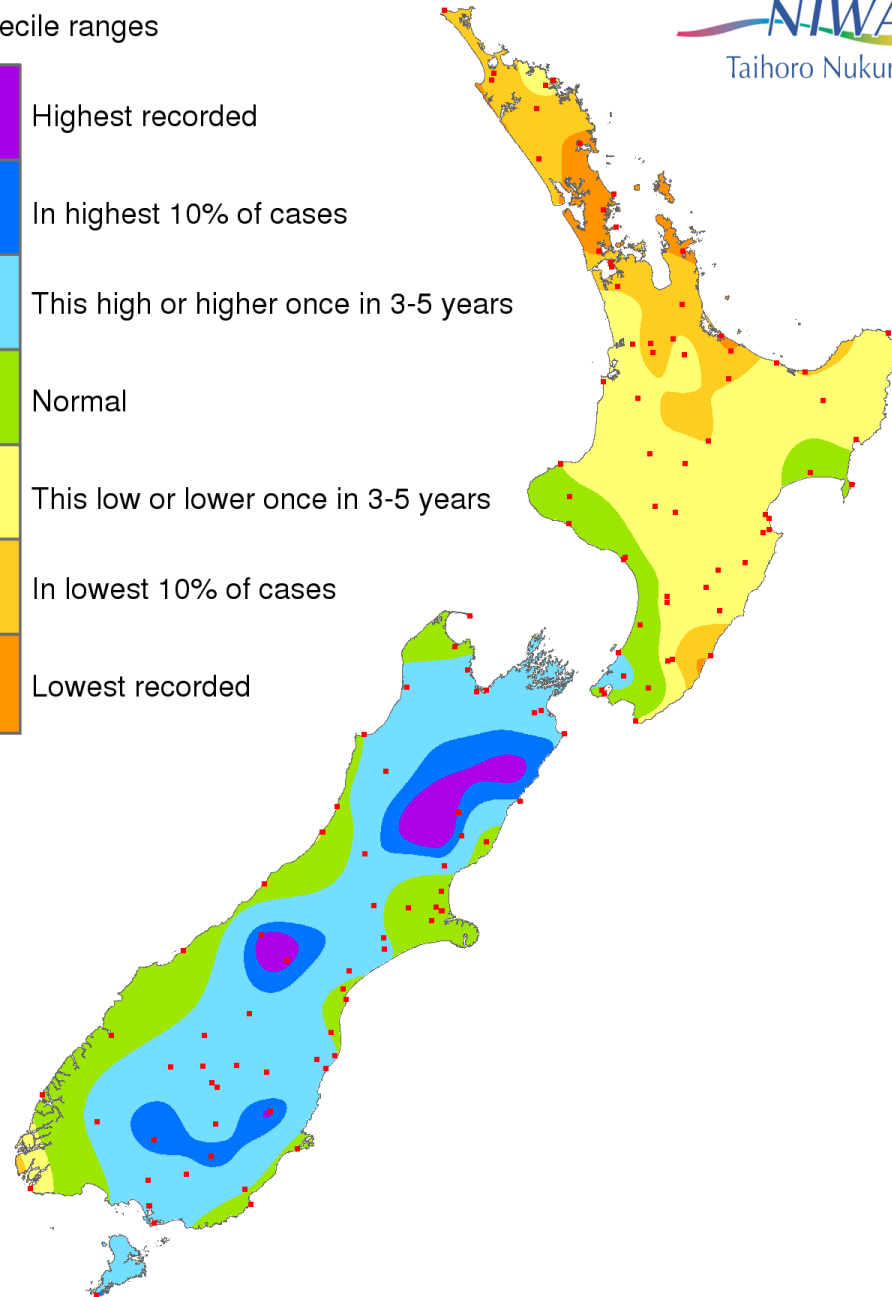 ecile ranges
NIWA
Taihoro Nukur
Highest recorded
In highest 10% of cases
This high or higher once in 3-5 years
Normal
This low or lower once in 3-5 years
In lowest 10% of cases
Lowest recorded